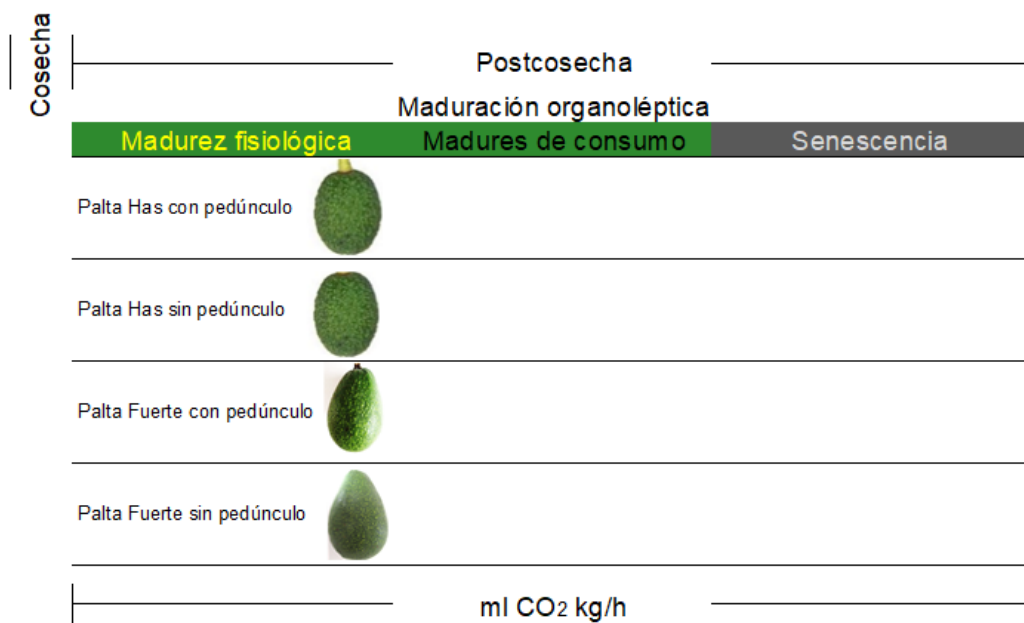 Cosecha
Postcosecha
Maduración organoléptica
Madurez fisiológica
Madures de consumo
Senescencia
Palta Has con pedúnculo
Palta Has sin pedúnculo
Palta Fuerte con pedúnculo
Palta Fuerte sin pedúnculo
ml CO2 kg/h